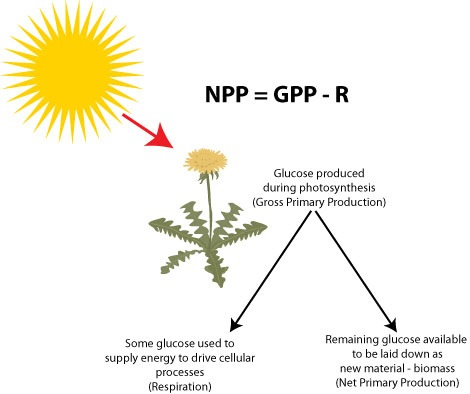 NPP = GPP - R
Glucose produced
during photosynthesis
(Gross Primary Production)
Some glucose used to
supply energy to drive cellular
processes
(Respiration)
Remaining glucose available
to be laid down as
new material - biomass
(Net Primary Production)